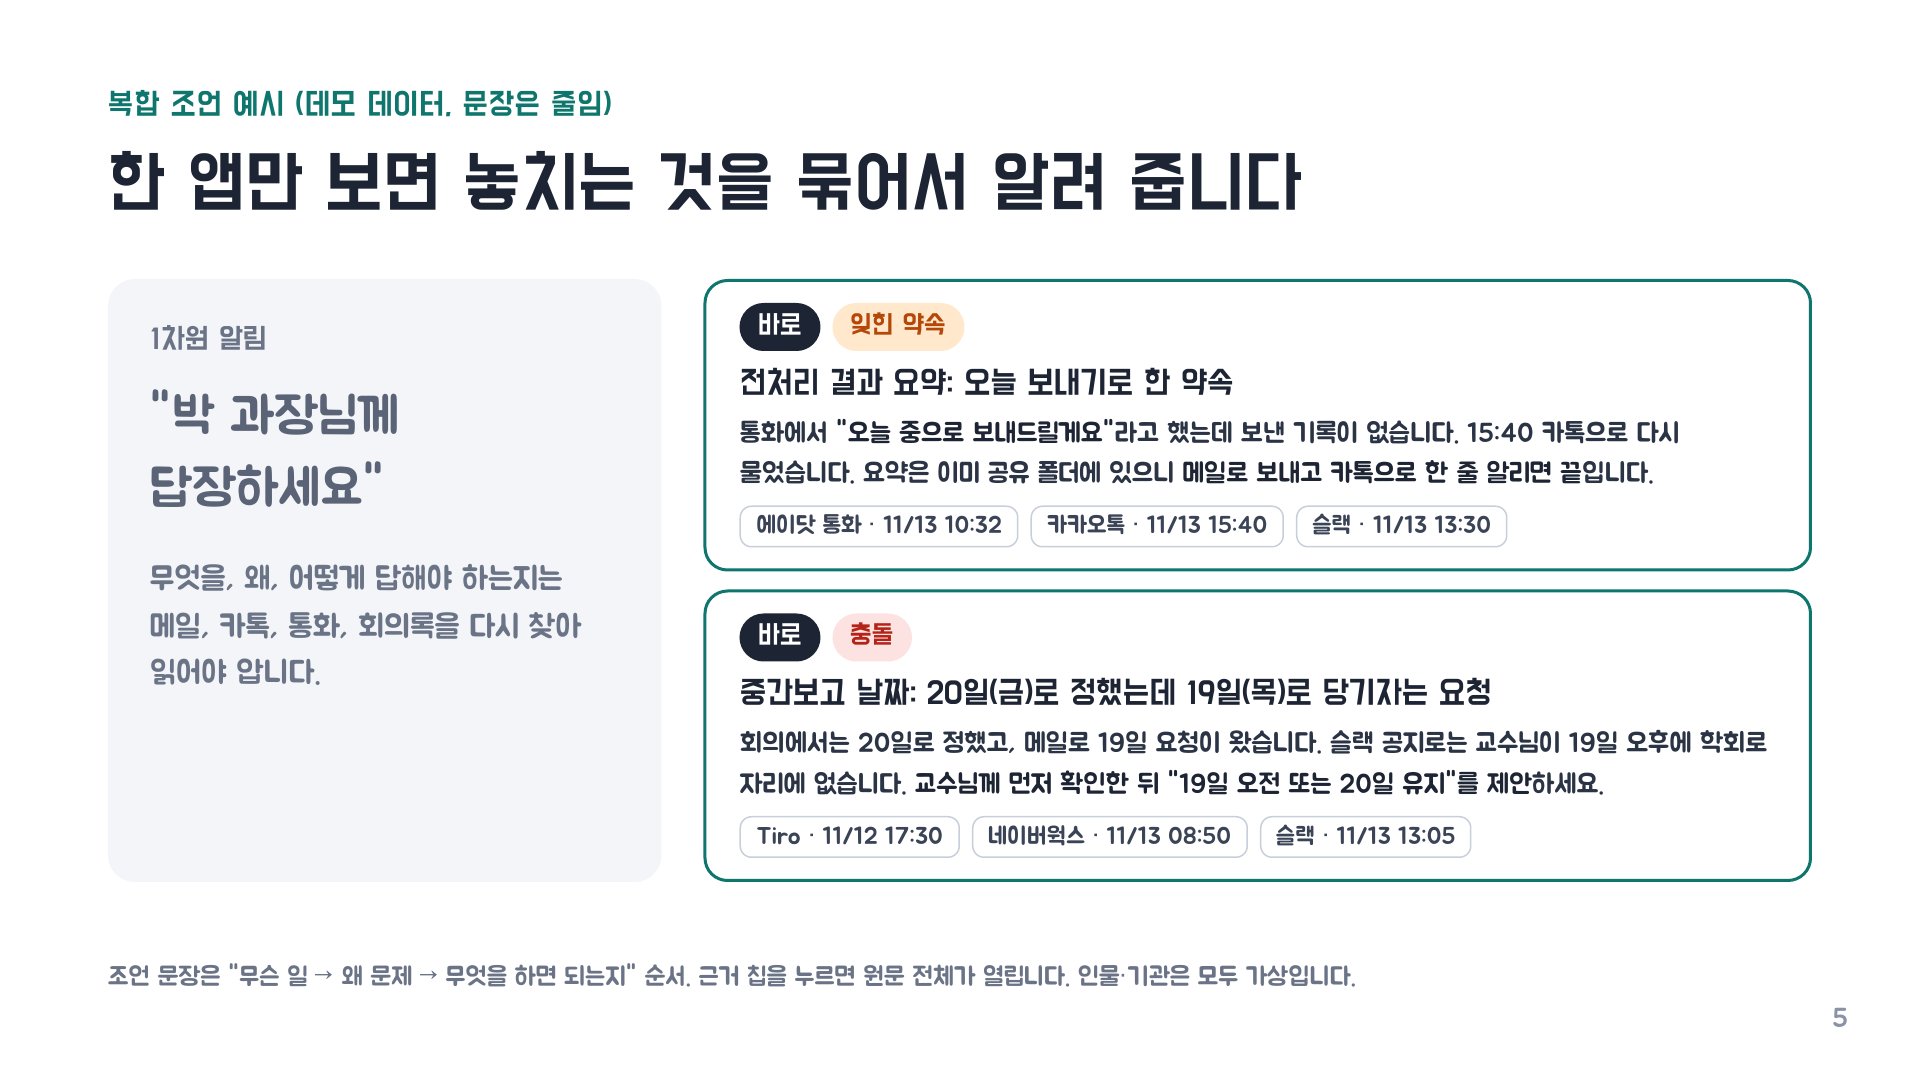 복합 조언 예시 (데모 데이터, 문장은 줄임)
한 앱만 보면 놓치는 것을 묶어서 알려 줍니다
1차원 알림
"박 과장님께
답장하세요"
무엇을, 왜, 어떻게 답해야 하는지는
메일, 카톡, 통화, 회의록을 다시 찾아
읽어야 압니다.
바로 잊힌 약속
전처리 결과 요약: 오늘 보내기로 한 약속
통화에서 "오늘 중으로 보내드릴게요"라고 했는데 보낸 기록이 없습니다. 15:40 카톡으로 다시
물었습니다. 요약은 이미 공유 폴더에 있으니 메일로 보내고 카톡으로 한 줄 알리면 끝입니다.
에이닷 통화 · 11/13 10:32 카카오톡 · 11/13 15:40 슬랙 · 11/13 13:30
바로 충돌
중간보고 날짜: 20일(금)로 정했는데 19일(목)로 당기자는 요청
회의에서는 20일로 정했고, 메일로 19일 요청이 왔습니다. 슬랙 공지로는 교수님이 19일 오후에 학회로
자리에 없습니다. 교수님께 먼저 확인한 뒤 "19일 오전 또는 20일 유지"를 제안하세요.
Tiro · 11/12 17:30 네이버웍스 · 11/13 08:50 슬랙 · 11/13 13:05
조언 문장은 "무슨 일 → 왜 문제 → 무엇을 하면 되는지" 순서. 근거 칩을 누르면 원문 전체가 열립니다. 인물·기관은 모두 가상입니다.
5